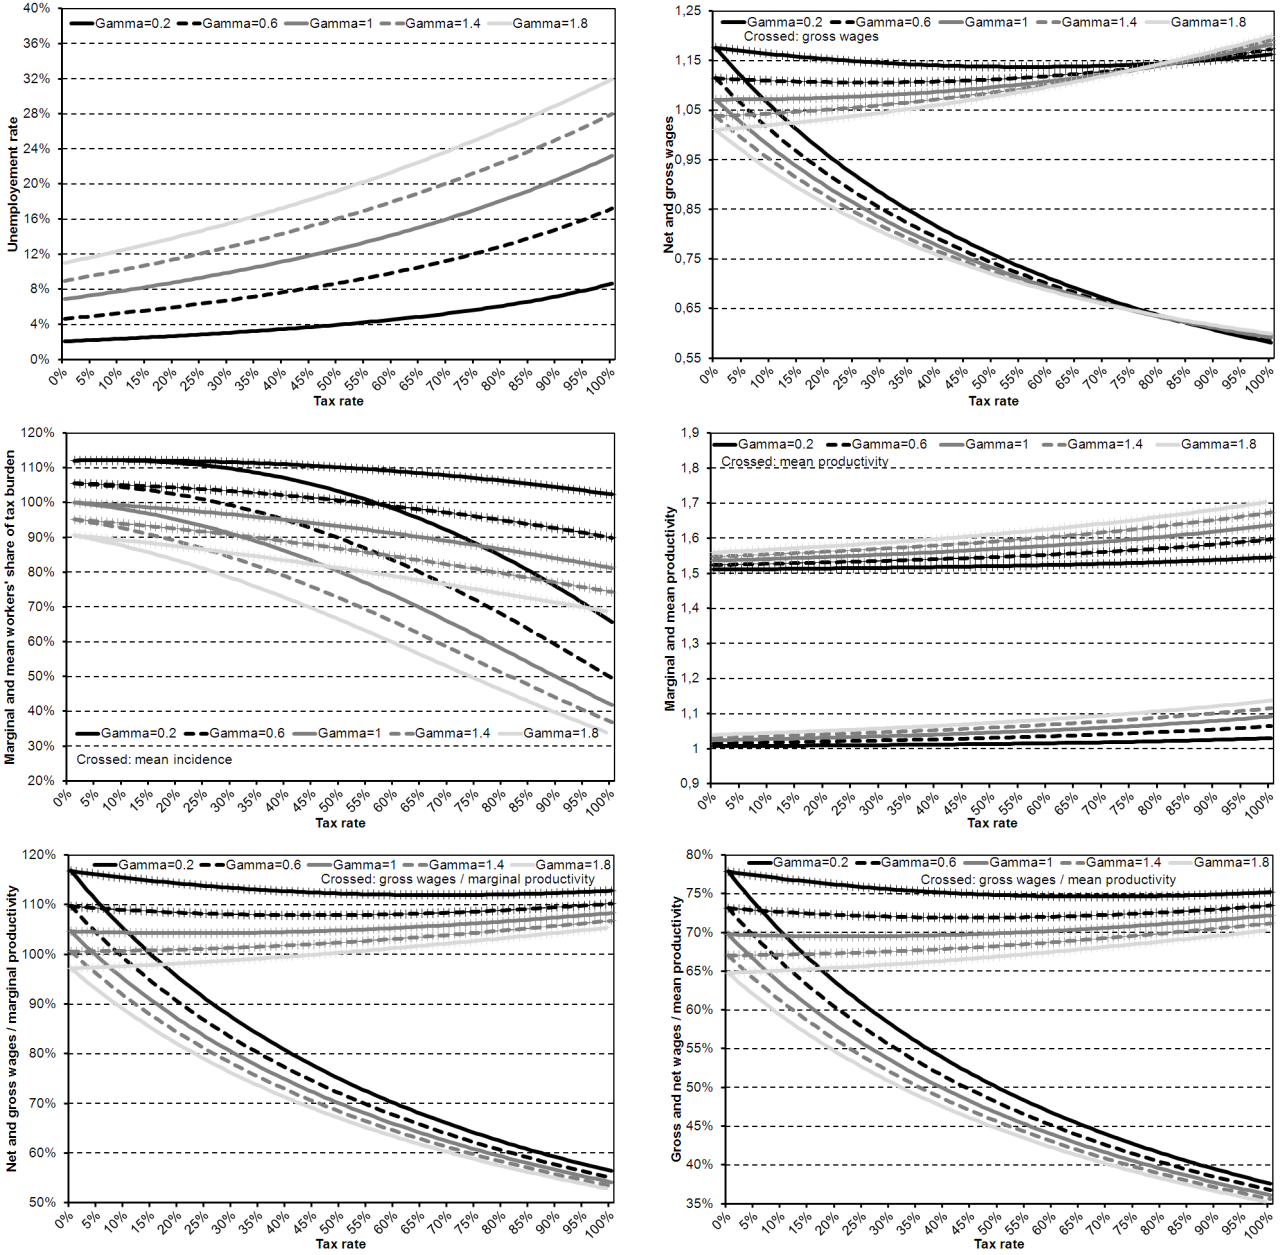 Gamma=0.2 Gamma=0.6 Gamma=1 Gamma=1.4 Gamma=1.8
Unemployement rate
40%
36%
32%
28%
24%
20%
16%
12%
8%
4%
0%
0% 5% 10% 15% 20% 25% 30% 35% 40% 45% 50% 55% 60% 65% 70% 75% 80% 85% 90% 95% 100%
Tax rate
Gamma=0.2 Gamma=0.6 Gamma=1 Gamma=1.4 Gamma=1.8
Crossed: gross wages
Net and gross wages
1,25
1,15
1,05
0,95
0,85
0,75
0,65
0,55
0% 5% 10% 15% 20% 25% 30% 35% 40% 45% 50% 55% 60% 65% 70% 75% 80% 85% 90% 95% 100%
Tax rate
Marginal and mean workers' share of tax burden
120%
110%
100%
90%
80%
70%
60%
50%
40%
30%
20%
Gamma=0.2 Gamma=0.6 Gamma=1 Gamma=1.4 Gamma=1.8
Crossed: mean incidence
0% 5% 10% 15% 20% 25% 30% 35% 40% 45% 50% 55% 60% 65% 70% 75% 80% 85% 90% 95% 100%
Tax rate
Gamma=0.2 Gamma=0.6 Gamma=1 Gamma=1.4 Gamma=1.8
Crossed: mean productivity
Marginal and mean productivity
1,9
1,8
1,7
1,6
1,5
1,4
1,3
1,2
1,1
1
0,9
0% 5% 10% 15% 20% 25% 30% 35% 40% 45% 50% 55% 60% 65% 70% 75% 80% 85% 90% 95% 100%
Tax rate
Gamma=0.2 Gamma=0.6 Gamma=1 Gamma=1.4 Gamma=1.8
Crossed: gross wages / marginal productivity
Net and gross wages / marginal productivity
120%
110%
100%
90%
80%
70%
60%
50%
0% 5% 10% 15% 20% 25% 30% 35% 40% 45% 50% 55% 60% 65% 70% 75% 80% 85% 90% 95% 100%
Tax rate
Gamma=0.2 Gamma=0.6 Gamma=1 Gamma=1.4 Gamma=1.8
Crossed: gross wages / mean productivity
Gross and net wages / mean productivity
80%
75%
70%
65%
60%
55%
50%
45%
40%
35%
0% 5% 10% 15% 20% 25% 30% 35% 40% 45% 50% 55% 60% 65% 70% 75% 80% 85% 90% 95% 100%
Tax rate